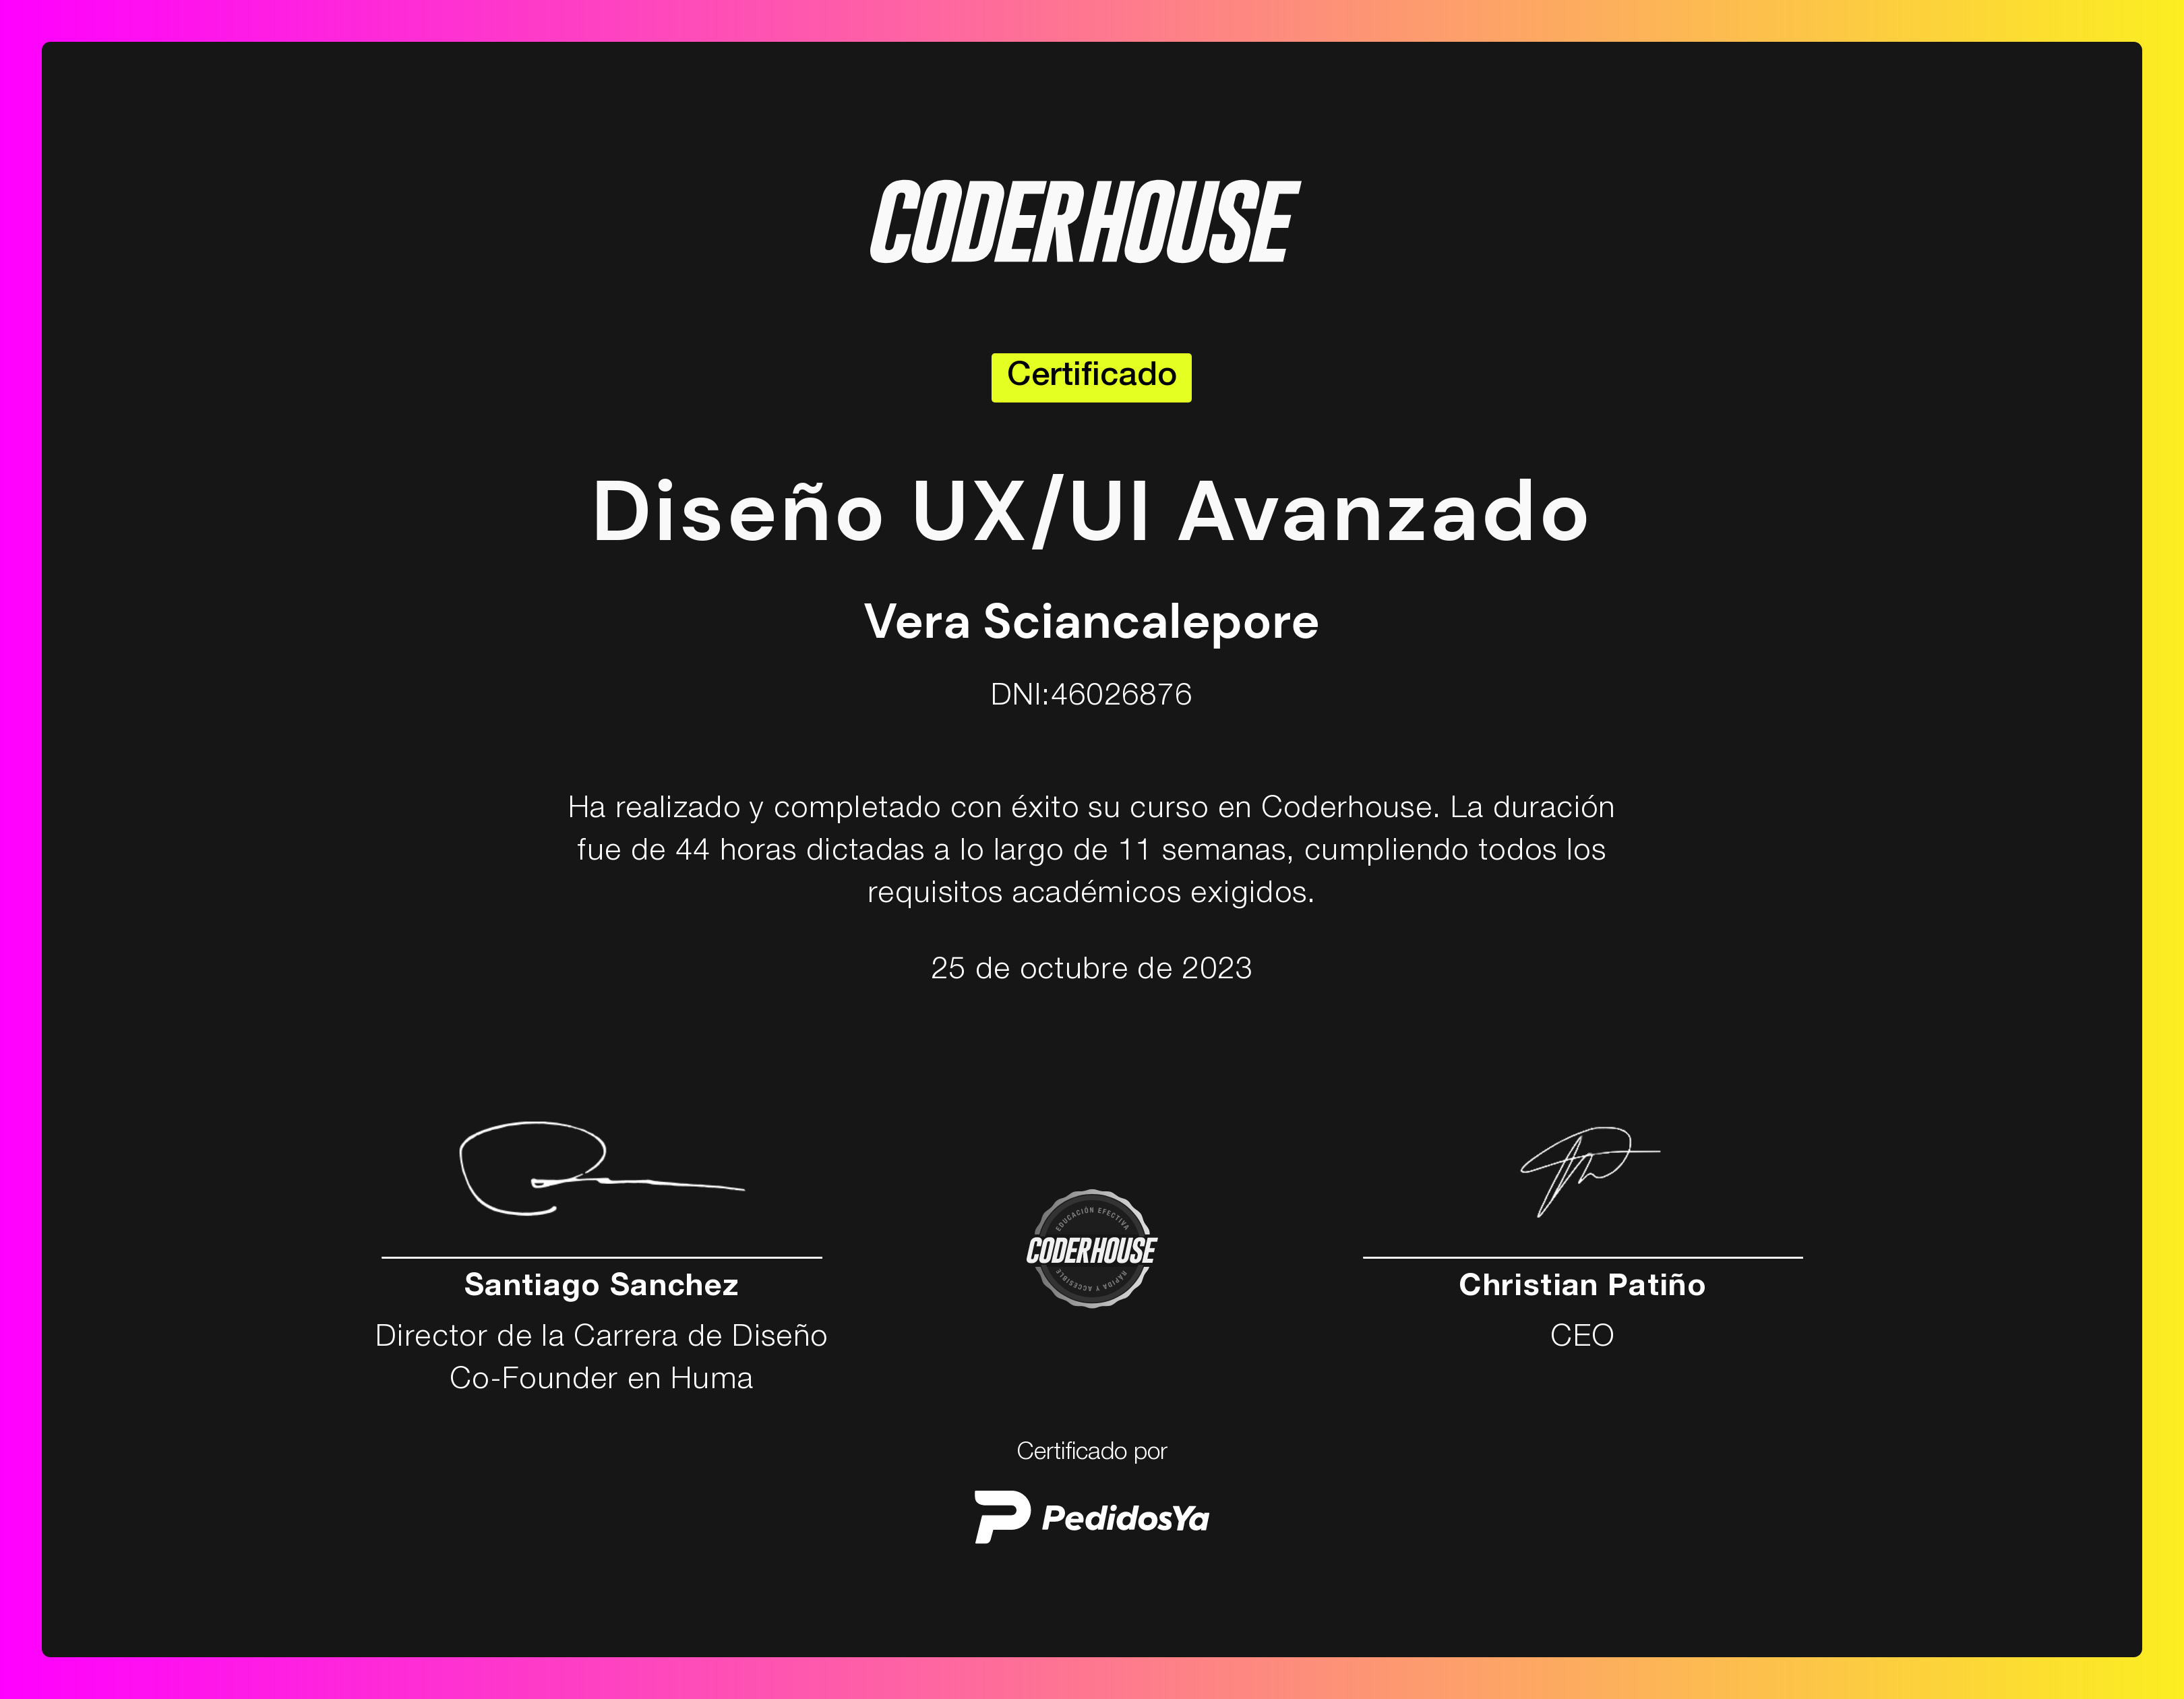 CODERHOUSE
Certificado
Diseño UX/UI Avanzado
Vera Sciancalepore
DNI:46026876
Ha realizado y completado con éxito su curso en Coderhouse. La duración
fue de 44 horas dictadas a lo largo de 11 semanas, cumpliendo todos los
requisitos académicos exigidos.
25 de octubre de 2023
EDUCACIÓN EFECTIVA
CODERHOUSE
RÁPIDA Y ACCESIBLE
Santiago Sanchez
Director de la Carrera de Diseño
Co-Founder en Huma
Christian Patiño
CEO
Certificado por
PedidosYa